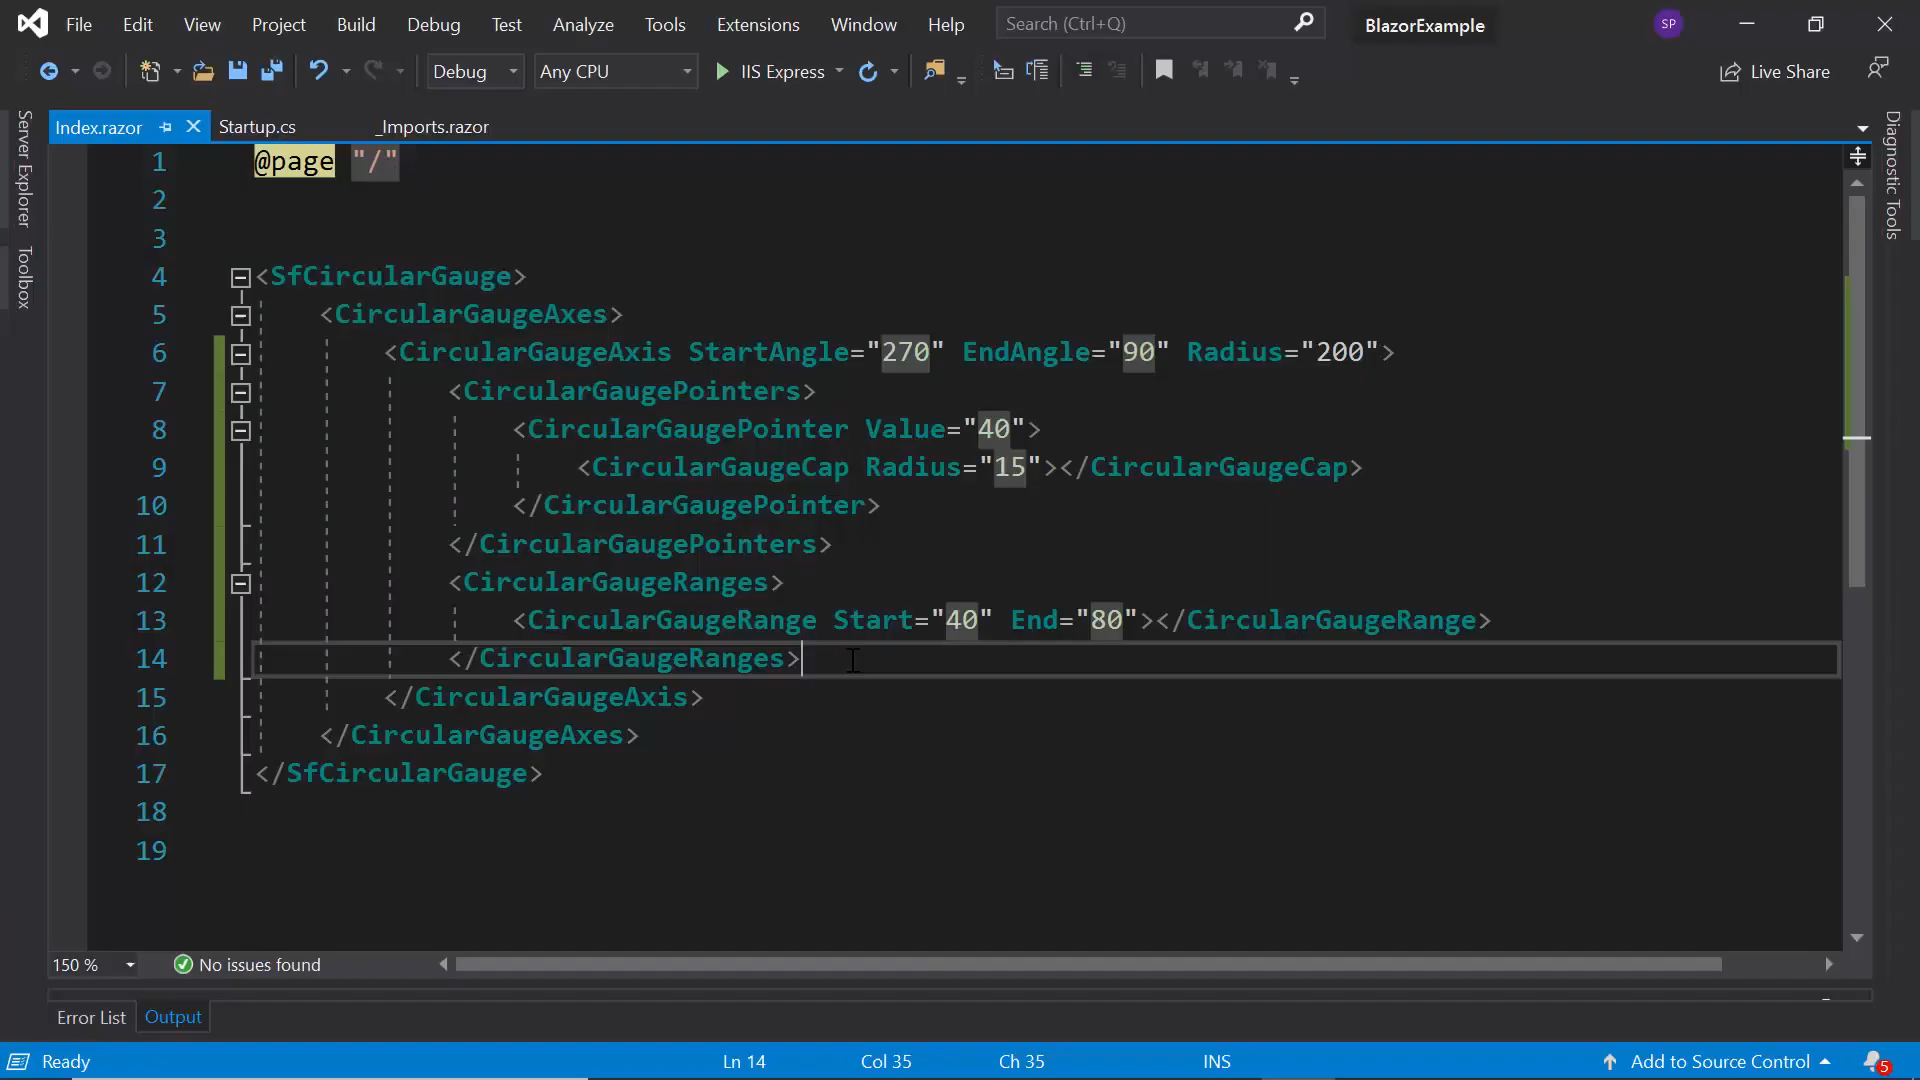 File Edit View Project Build Debug Test Analyze Tools Extensions Window Help Search (Ctrl+Q) BlazorExample SP
Debug Any CPU IIS Express Live Share
Server Explorer
Toolbox
Diagnostic Tools
Index.razor Startup.cs _Imports.razor
1 @page "/"
2
3
4 <SfCircularGauge>
5 <CircularGaugeAxes>
6 <CircularGaugeAxis StartAngle="270" EndAngle="90" Radius="200">
7 <CircularGaugePointers>
8 <CircularGaugePointer Value="40">
9 <CircularGaugeCap Radius="15"></CircularGaugeCap>
10 </CircularGaugePointer>
11 </CircularGaugePointers>
12 <CircularGaugeRanges>
13 <CircularGaugeRange Start="40" End="80"></CircularGaugeRange>
14 </CircularGaugeRanges>
15 </CircularGaugeAxis>
16 </CircularGaugeAxes>
17 </SfCircularGauge>
18
19
150 % No issues found
Error List Output
Ready Ln 14 Col 35 Ch 35 INS Add to Source Control 5